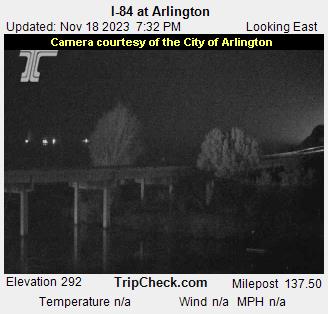 I-84 at Arlington
Updated: Nov 18 2023 7:32 PM Looking East
Camera courtesy of the City of Arlington
Elevation 292 TripCheck.com Milepost 137.50
Temperature n/a Wind n/a MPH n/a